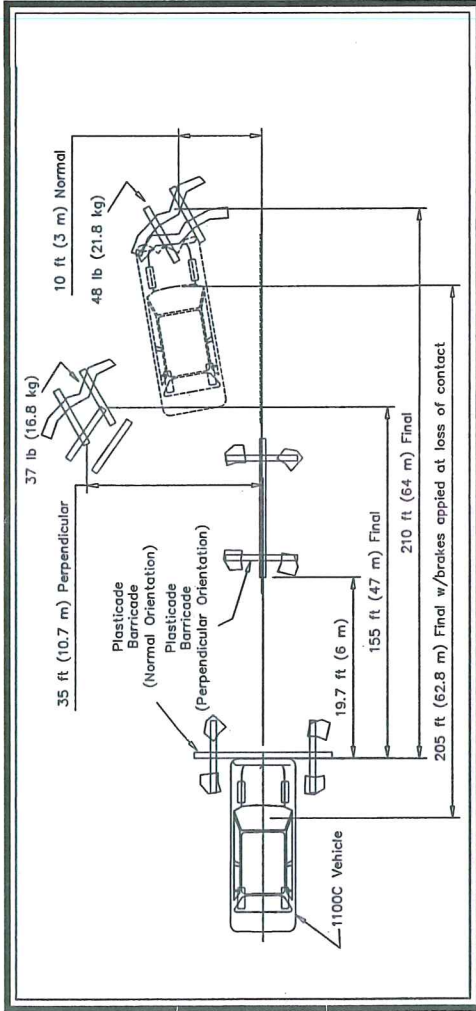 10 ft (3 m) Normal
48 lb (21.8 kg)
37 lb (16.8 kg)
35 ft (10.7 m) Perpendicular
Plasticade
Barricade
(Normal Orientation)
Plasticade
Barricade
(Perpendicular Orientation)
19.7 ft (6 m)
155 ft (47 m) Final
210 ft (64 m) Final
205 ft (62.8 m) Final w/brakes appied at loss of contact
1100C Vehicle